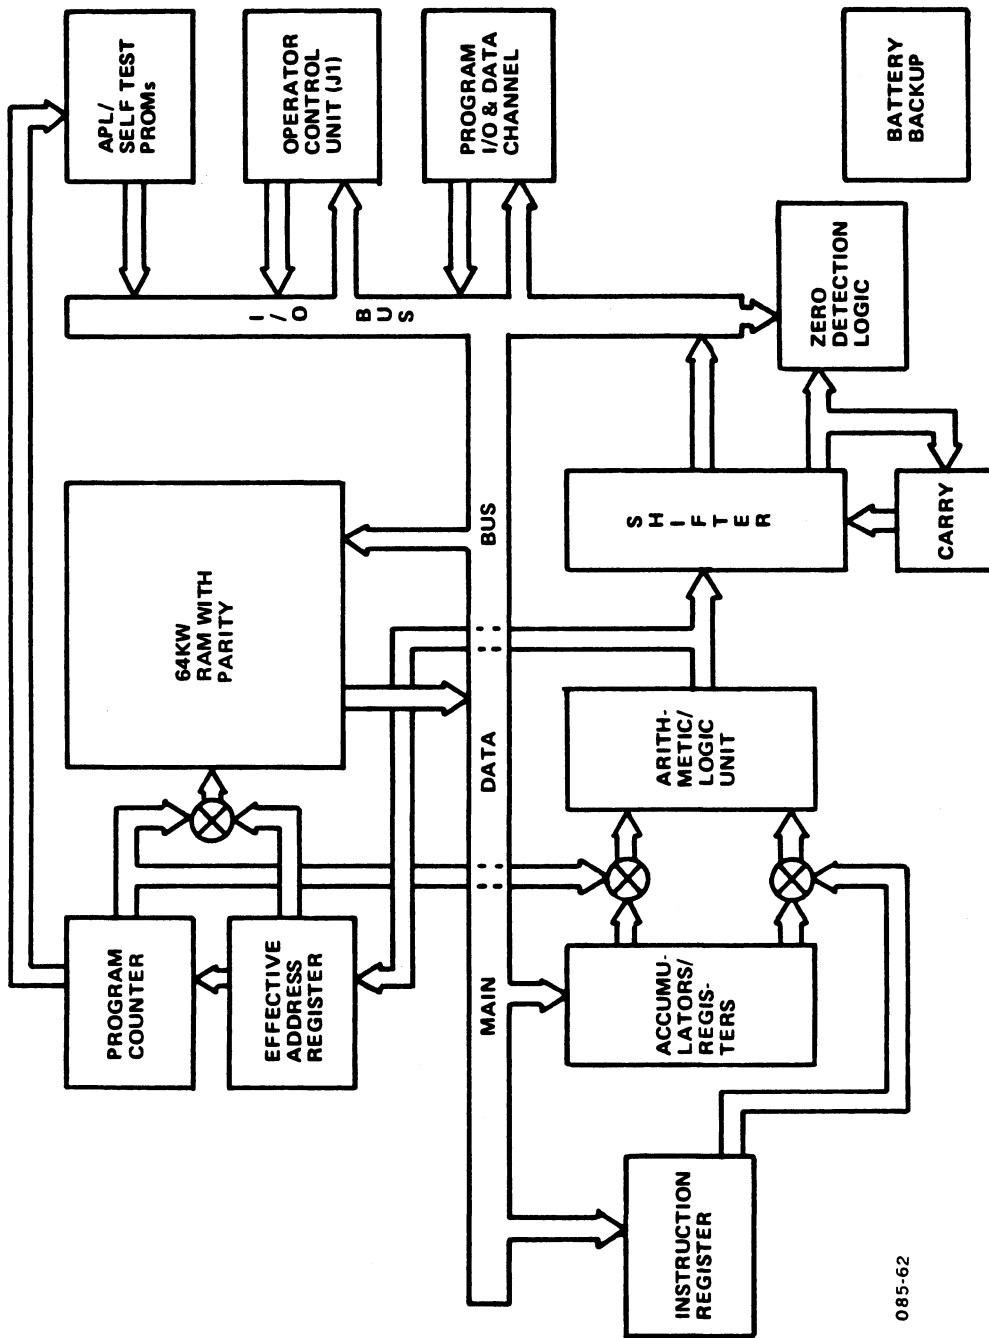 APL/
SELF TEST
PROMs
OPERATOR
CONTROL
UNIT (J1)
PROGRAM
I/O & DATA
CHANNEL
BATTERY
BACKUP
I/O BUS
ZERO
DETECTION
LOGIC
64KW
RAM WITH
PARITY
MAIN DATA BUS
SHIFTER
CARRY
ARITH-
METIC/
LOGIC
UNIT
PROGRAM
COUNTER
EFFECTIVE
ADDRESS
REGISTER
ACCUMU-
LATORS/
REGIS-
TERS
INSTRUCTION
REGISTER
085-62